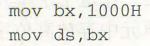 mov bx,1000H
mov ds,bx